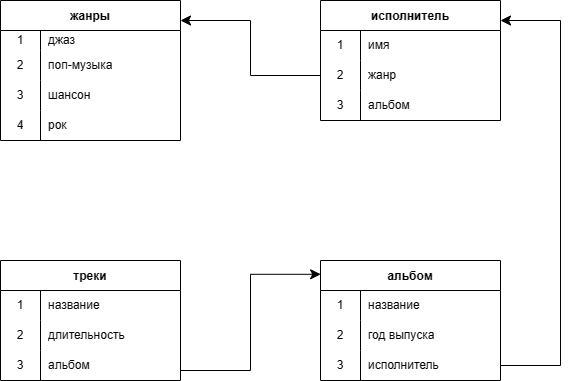 жанры
1 джаз
2 поп-музыка
3 шансон
4 рок
исполнитель
1 имя
2 жанр
3 альбом
треки
1 название
2 длительность
3 альбом
альбом
1 название
2 год выпуска
3 исполнитель